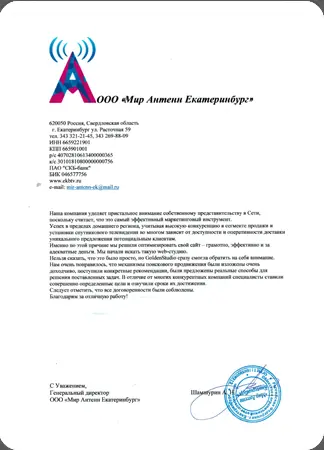 ООО «Мир Антенн Екатеринбург»
620050 Россия, Свердловская область
г. Екатеринбург ул. Расточная 59
тел. 343 321-21-45, 343 269-88-09
ИНН 6659221901
КПП 665901001
р/с 40702810613400000365
к/с 30101810800000000756
ПАО "СКБ-банк"
БИК 046577756
www.ekbtv.ru
e-mail: mir-antenn-ek@mail.ru
Наша компания уделяет пристальное внимание собственному представительству в Сети,
поскольку считает, что это самый эффективный маркетинговый инструмент.
Успех в пределах домашнего региона, учитывая высокую конкуренцию в сегменте продажи и
установки спутникового телевидения во многом зависит от доступности и оперативности доставки
уникального предложения потенциальным клиентам.
Именно по этой причине мы решили оптимизировать свой сайт – грамотно, эффективно и за
адекватные деньги. Мы начали искать такую web-студию.
Нельзя сказать, что это было просто, но GoldenStudio сразу смогла обратить на себя внимание.
Нам очень понравилось, что механизмы поискового продвижения были изложены очень
доходчиво, поступили конкретные рекомендации, были предложены реальные способы для
решения поставленных задач. В отличие от многих конкурентных компаний специалисты ставили
совершенно определенные цели и озвучили сроки их достижения.
Следует отметить, что все договоренности были соблюдены.
Благодарим за отличную работу!
С Уважением,
Генеральный директор
ООО «Мир Антенн Екатеринбург»